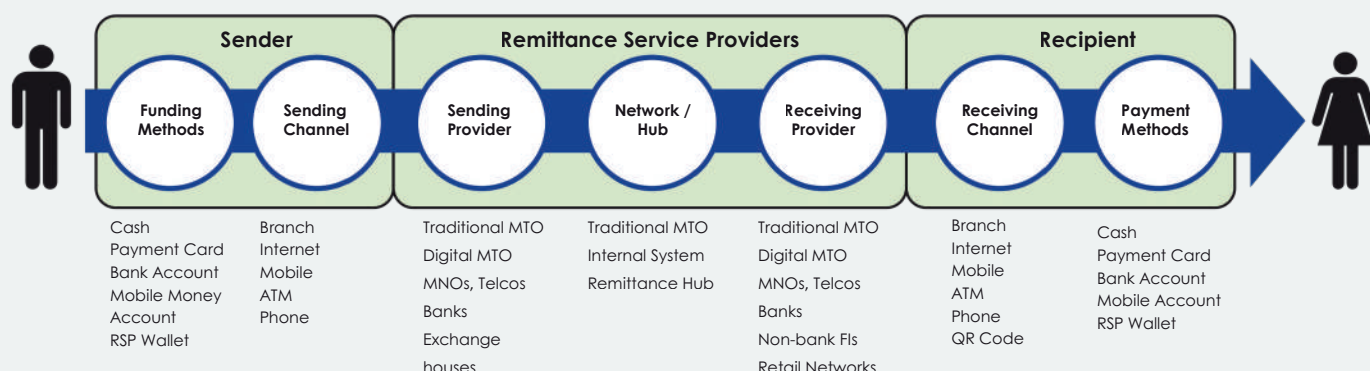 Sender
Remittance Service Providers
Recipient
Funding
Methods
Sending
Channel
Sending
Provider
Network /
Hub
Receiving
Provider
Receiving
Channel
Payment
Methods
Cash
Payment Card
Bank Account
Mobile Money
Account
RSP Wallet
Branch
Internet
Mobile
ATM
Phone
Traditional MTO
Digital MTO
MNOs, Telcos
Banks
Exchange
houses
Traditional MTO
Internal System
Remittance Hub
Traditional MTO
Digital MTO
MNOs, Telcos
Banks
Non-bank FIs
Retail Networks
Branch
Internet
Mobile
ATM
Phone
QR Code
Cash
Payment Card
Bank Account
Mobile Account
RSP Wallet